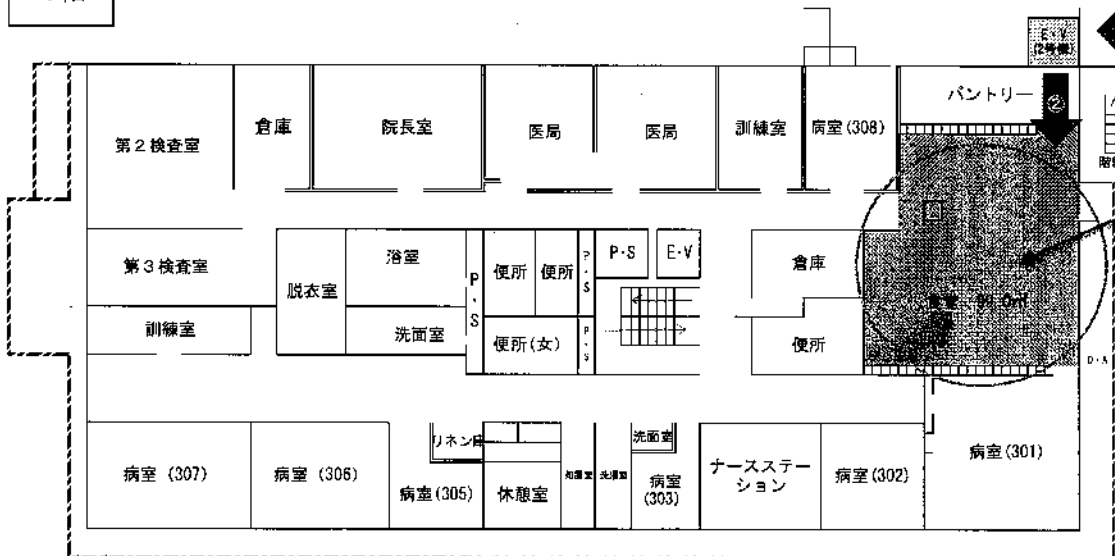 E・V
(2号機)
パントリー
②
第2検査室
倉庫
院長室
医局
医局
訓練室
病室(308)
第3検査室
脱衣室
浴室
P・S
便所
便所
P・S
P・S
E・V
倉庫
訓練室
洗面室
便所(女)
P・S
便所
リネン庫
洗面室
病室(307)
病室(306)
病室(305)
休憩室
病室
(303)
ナースステー
ション
病室(302)
病室(301)